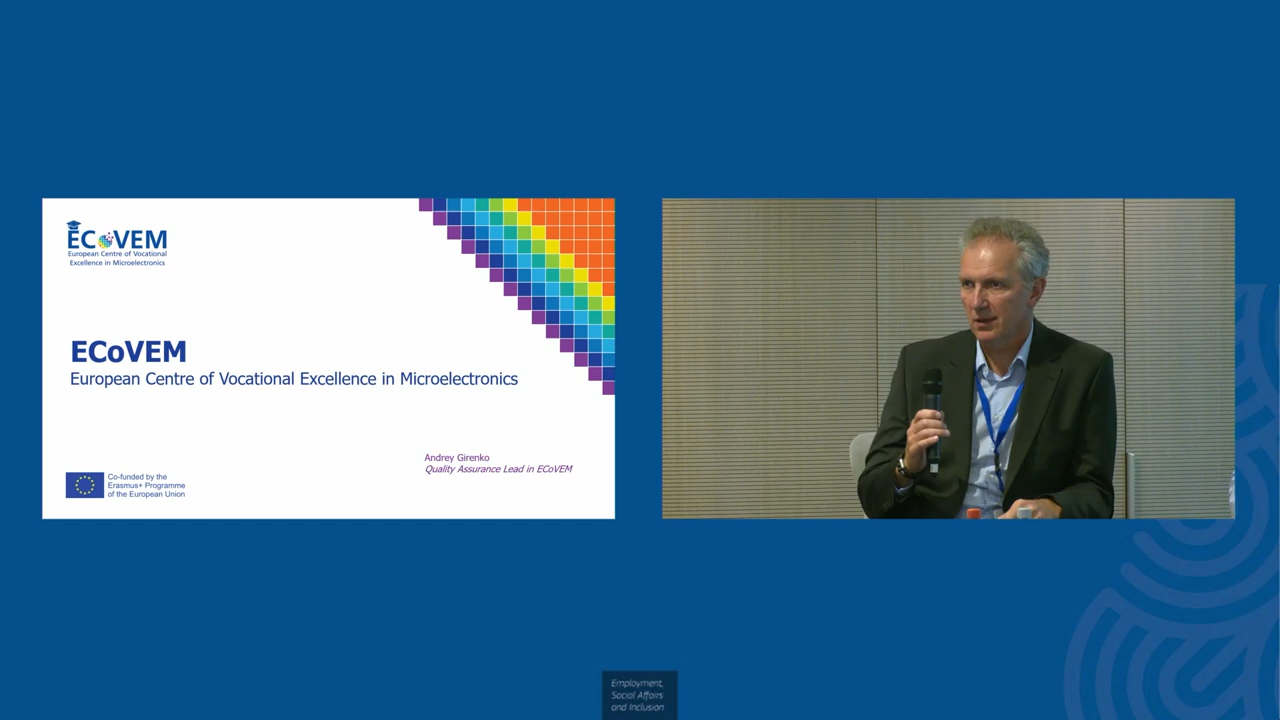 ECoVEM
European Centre of Vocational
Excellence in Microelectronics
ECoVEM
European Centre of Vocational Excellence in Microelectronics
Andrey Girenko
Quality Assurance Lead in ECoVEM
Co-funded by the
Erasmus+ Programme
of the European Union
Employment,
Social Affairs
and Inclusion